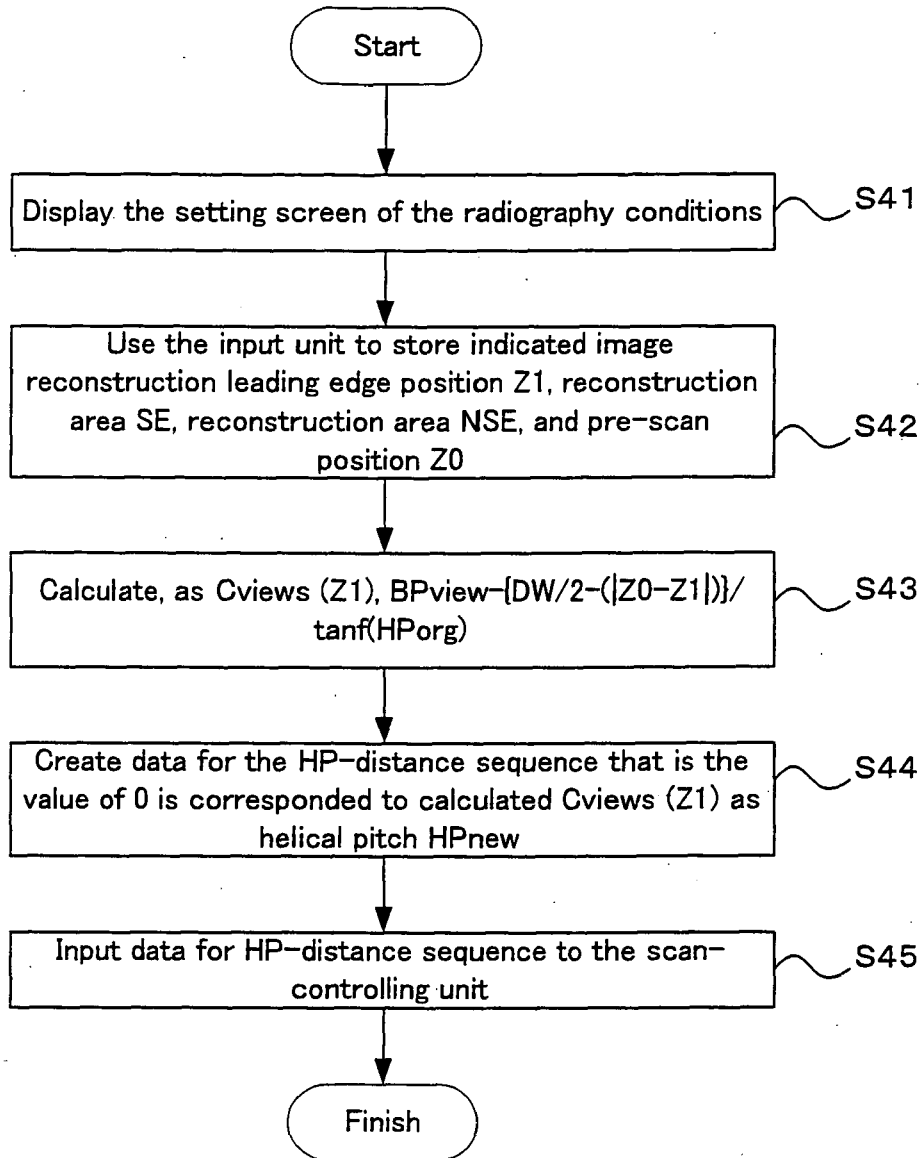 Start
Display the setting screen of the radiography conditions
S41
Use the input unit to store indicated image
reconstruction leading edge position Z1, reconstruction
area SE, reconstruction area NSE, and pre-scan
position Z0
S42
Calculate, as Cviews (Z1), BPview-{DW/2-(|Z0-Z1|)}/
tanf(HPorg)
S43
Create data for the HP-distance sequence that is the
value of 0 is corresponded to calculated Cviews (Z1) as
helical pitch HPnew
S44
Input data for HP-distance sequence to the scan-
controlling unit
S45
Finish